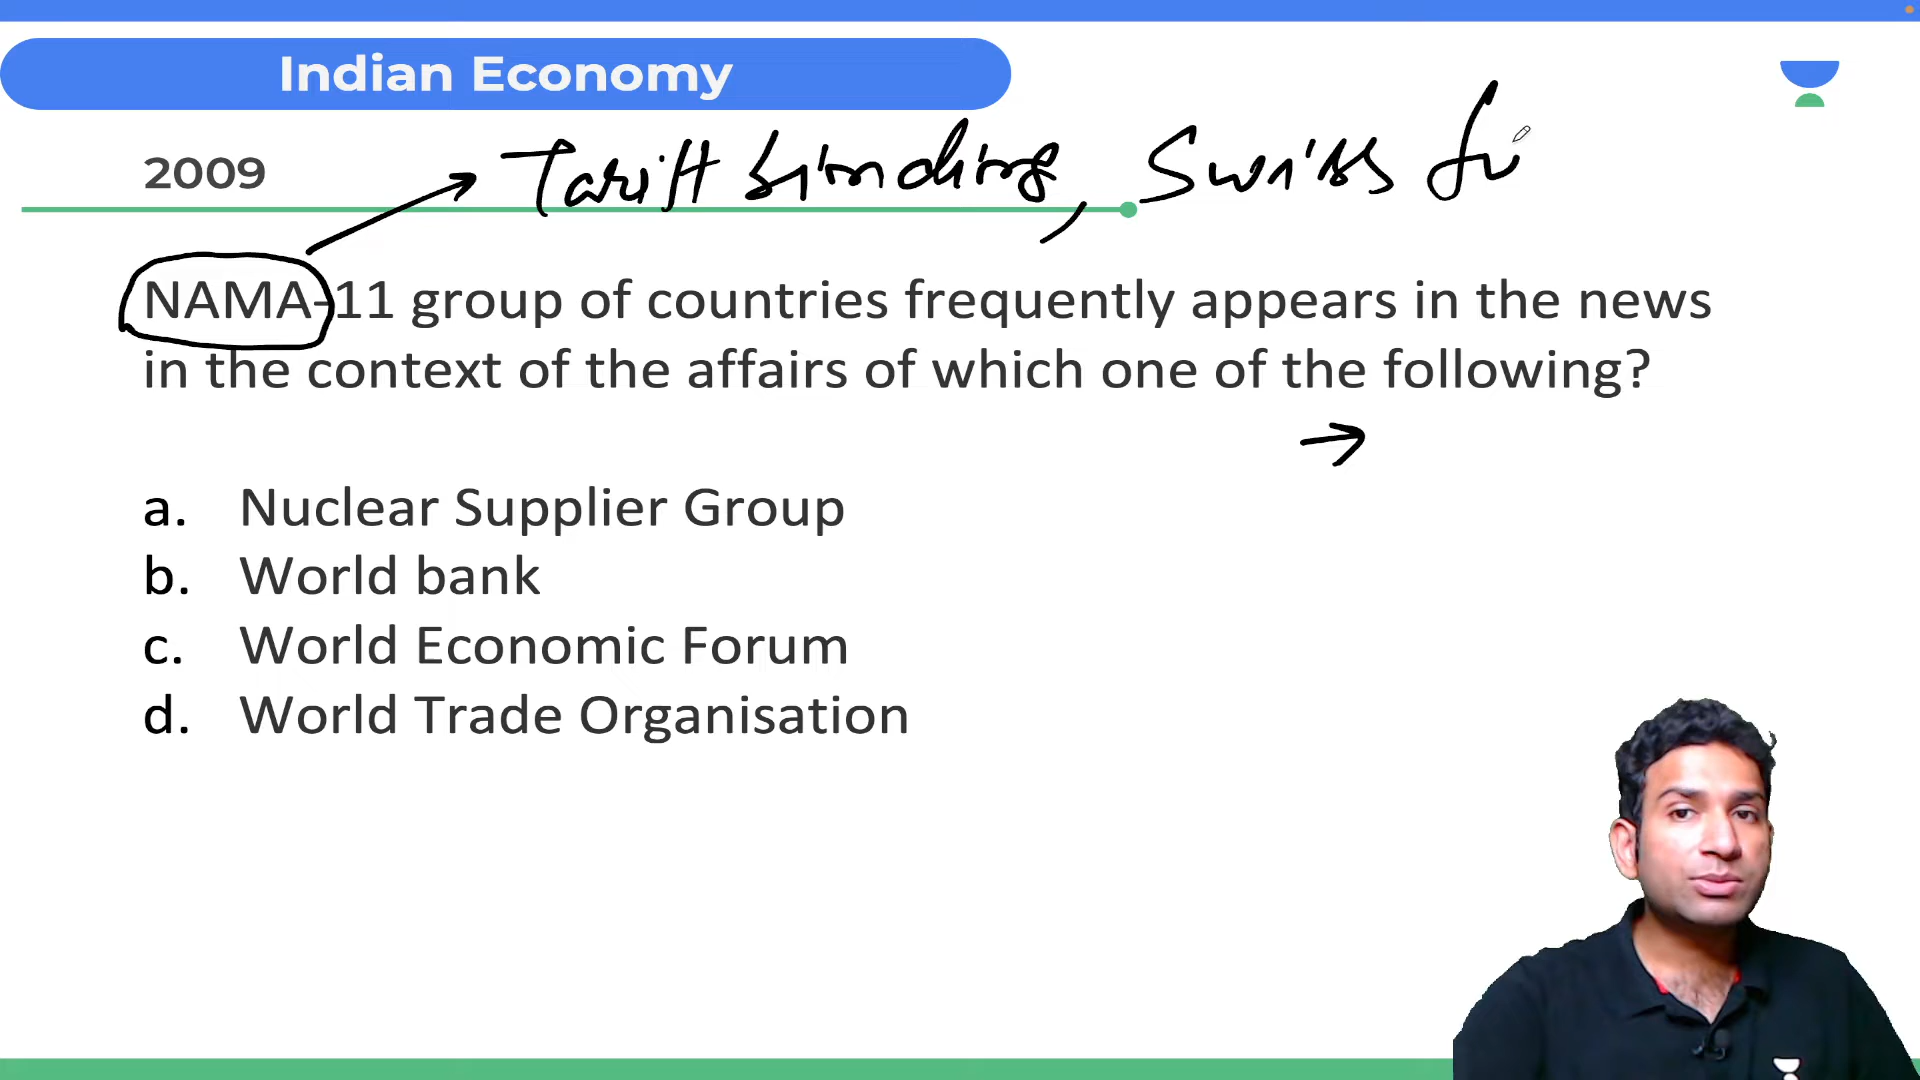 Indian Economy
2009
Tariff binding, Swiss fo
NAMA-11 group of countries frequently appears in the news
in the context of the affairs of which one of the following?
a. Nuclear Supplier Group
b. World bank
c. World Economic Forum
d. World Trade Organisation